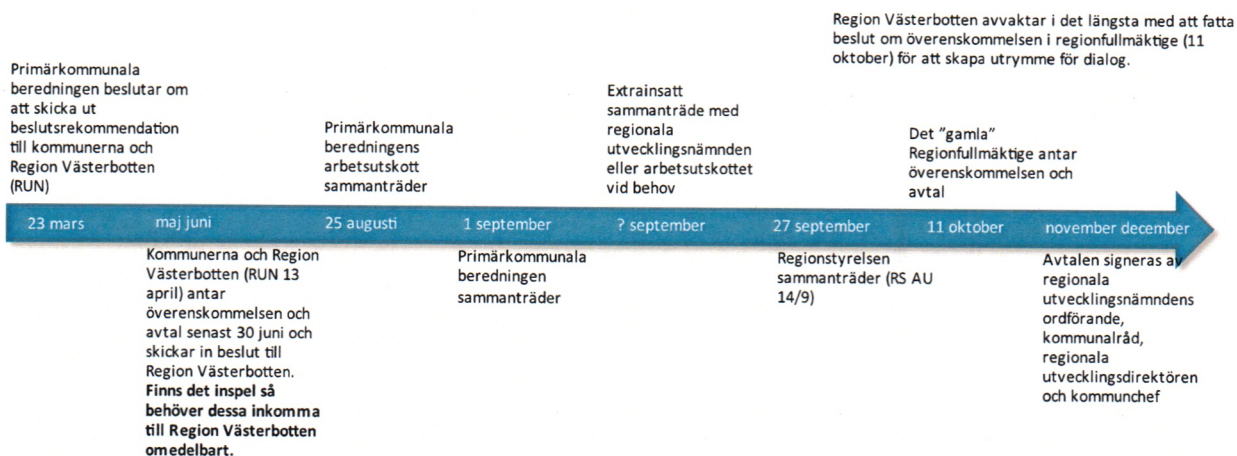 Region Västerbotten avvaktar i det längsta med att fatta
beslut om överenskommelsen i regionfullmäktige (11
oktober) för att skapa utrymme för dialog.
Primärkommunala
beredningen beslutar om
att skicka ut
beslutsrekommendation
till kommunerna och
Region Västerbotten
(RUN)
Primärkommunala
beredningens
arbetsutskott
sammanträder
Extrainsatt
sammanträde med
regionala
utvecklingsnämnden
eller arbetsutskottet
vid behov
Det ”gamla”
Regionfullmäktige antar
överenskommelsen och
avtal
23 mars maj juni 25 augusti 1 september ? september 27 september 11 oktober november december
Kommunerna och Region
Västerbotten (RUN 13
april) antar
överenskommelsen och
avtal senast 30 juni och
skickar in beslut till
Region Västerbotten.
Finns det inspel så
behöver dessa inkomma
till Region Västerbotten
omedelbart.
Primärkommunala
beredningen
sammanträder
Regionstyrelsen
sammanträder (RS AU
14/9)
Avtalen signeras av
regionala
utvecklingsnämndens
ordförande,
kommunalråd,
regionala
utvecklingsdirektören
och kommunchef